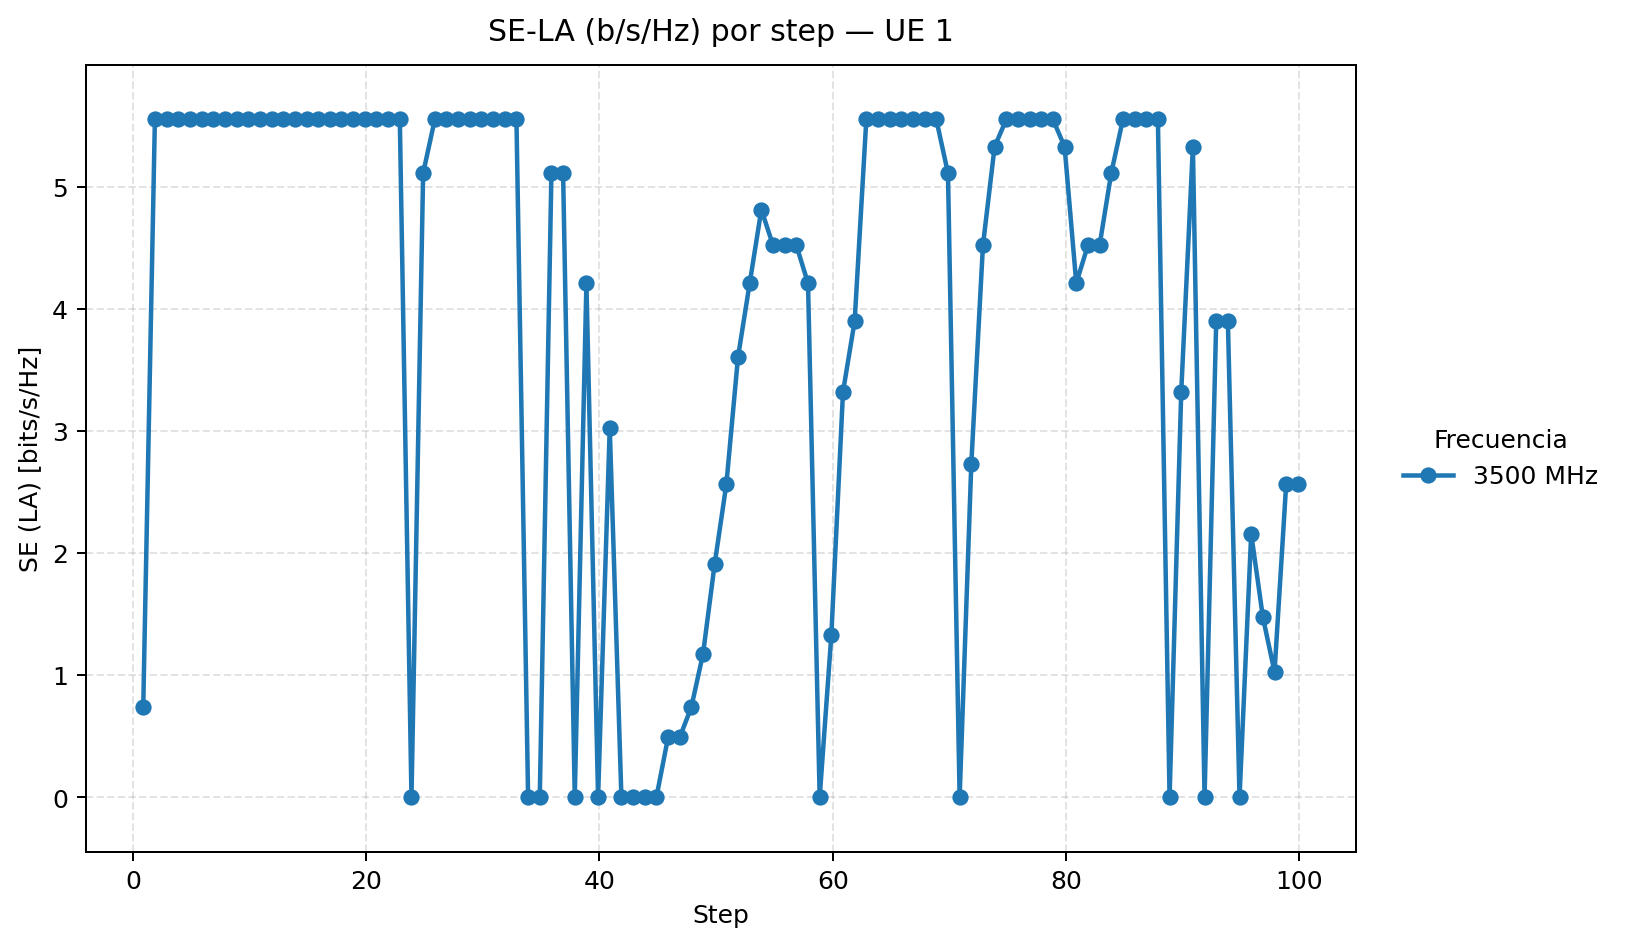 SE-LA (b/s/Hz) por step — UE 1
SE (LA) [bits/s/Hz]
5
4
3
2
1
0
0 20 40 60 80 100
Step
Frecuencia
3500 MHz